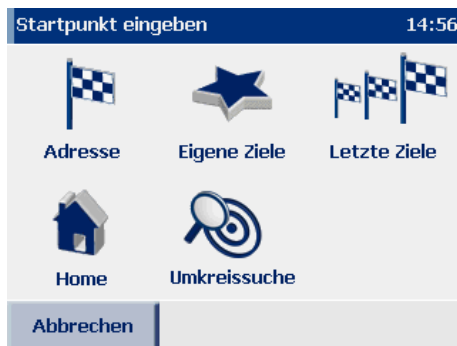 Startpunkt eingeben 14:56
Adresse Eigene Ziele Letzte Ziele
Home Umkreissuche
Abbrechen